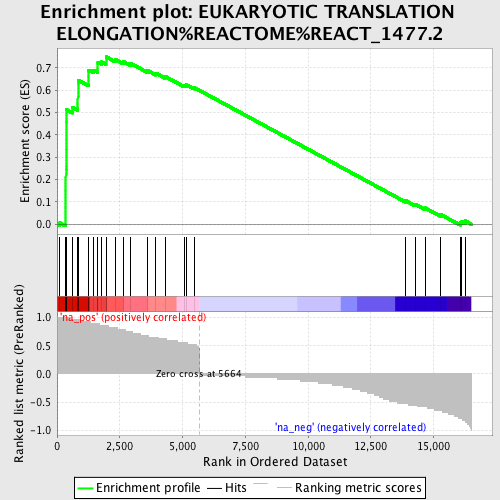 Enrichment plot: EUKARYOTIC TRANSLATION
ELONGATION%REACTOME%REACT_1477.2
Enrichment score (ES)
0.7
0.6
0.5
0.4
0.3
0.2
0.1
0.0
'na_pos' (positively correlated)
Ranked list metric (PreRanked)
1.0
0.5
0.0
-0.5
-1.0
Zero cross at 5664
'na_neg' (negatively correlated)
0
2,500
5,000
7,500
10,000
12,500
15,000
Rank in Ordered Dataset
Enrichment profile
Hits
Ranking metric scores